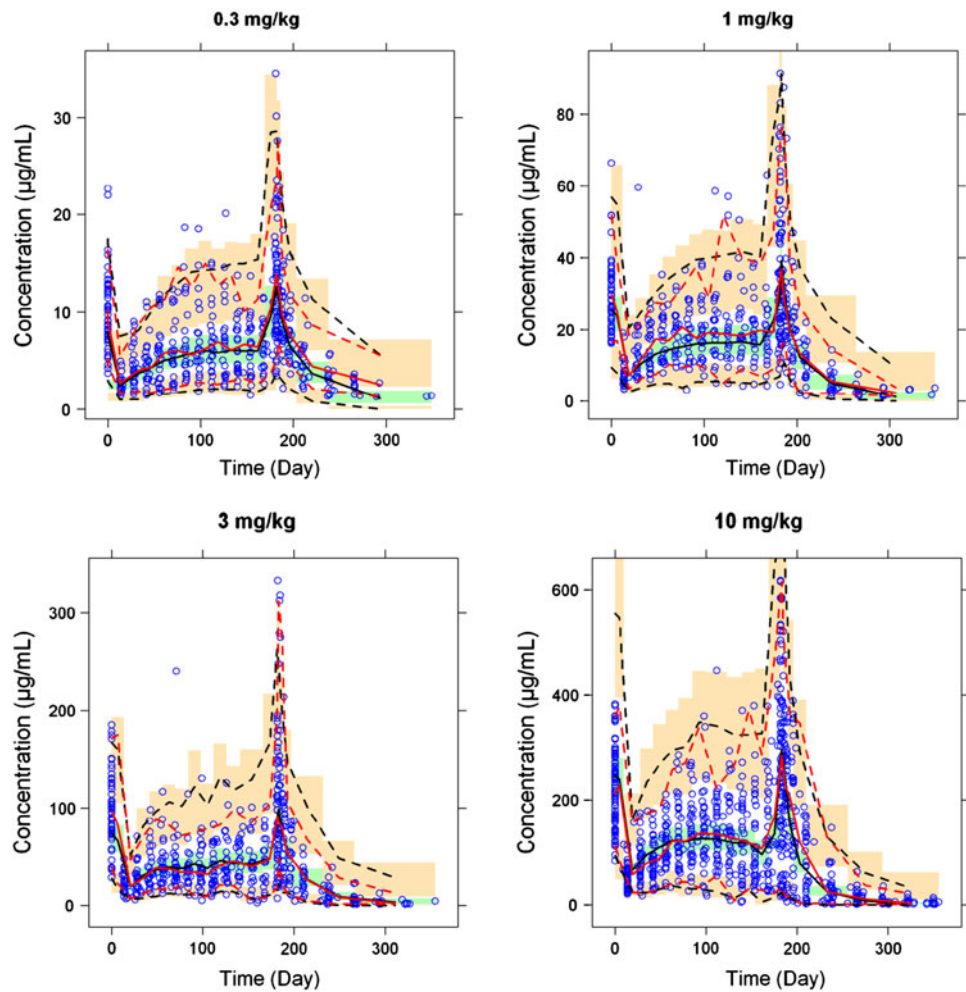 0.3 mg/kg
1 mg/kg
Concentration (µg/mL)
30
20
10
0
0 100 200 300
Time (Day)
Concentration (µg/mL)
80
60
40
20
0
0 100 200 300
Time (Day)
3 mg/kg
10 mg/kg
Concentration (µg/mL)
300
200
100
0
0 100 200 300
Time (Day)
Concentration (µg/mL)
600
400
200
0
0 100 200 300
Time (Day)